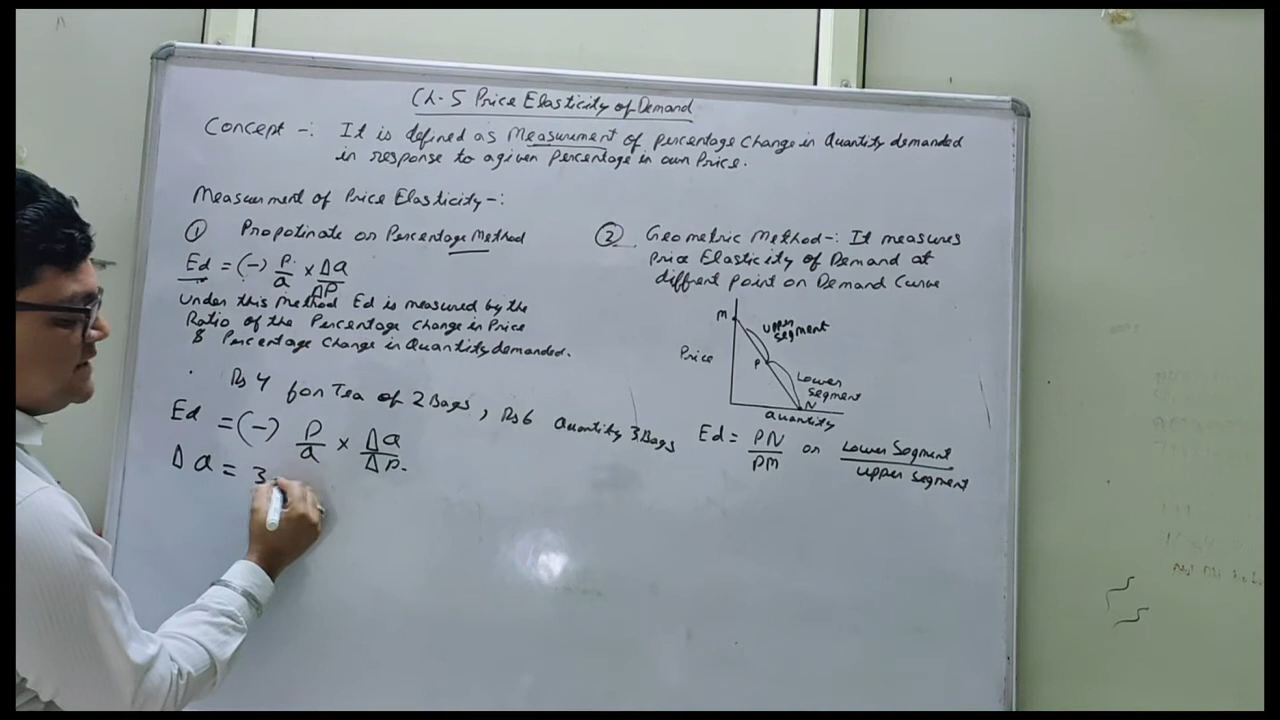 Ch-5 Price Elasticity of Demand
Concept -: It is defined as Measurement of percentage change in Quantity demanded
in response to a given Percentage in own Price.
Measurment of Price Elasticity-:
① Propotinate or Percentage Method
Ed = (-) P/Q × ΔQ/ΔP
Under this method Ed is measured by the
Ratio of the Percentage change in Price
& Percentage change in Quantity demanded.
Rs 4 for Tea of 2 Bags, Rs 6 Quantity 3 Bags
Ed = (-) P/Q × ΔQ/ΔP.
ΔQ = 3
② Geometric Method-: It measures
Price Elasticity of Demand at
diffrent point on Demand Curve
M
upper
segment
Price
P
Lower
segment
N
Quantity
Ed = PN/PM or Lower Segment/upper segment